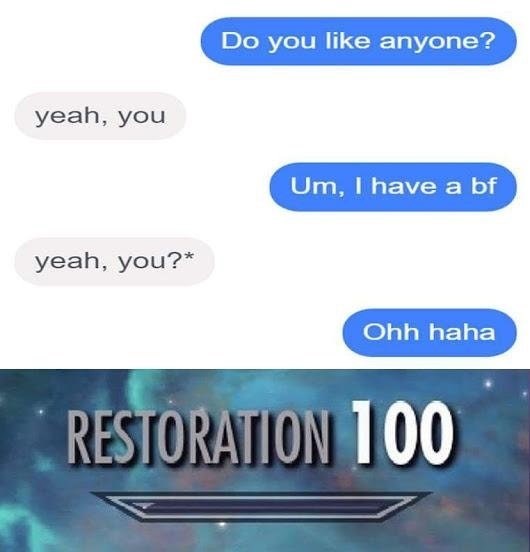 Do you like anyone?
yeah, you
Um, I have a bf
yeah, you?*
Ohh haha
RESTORATION 100